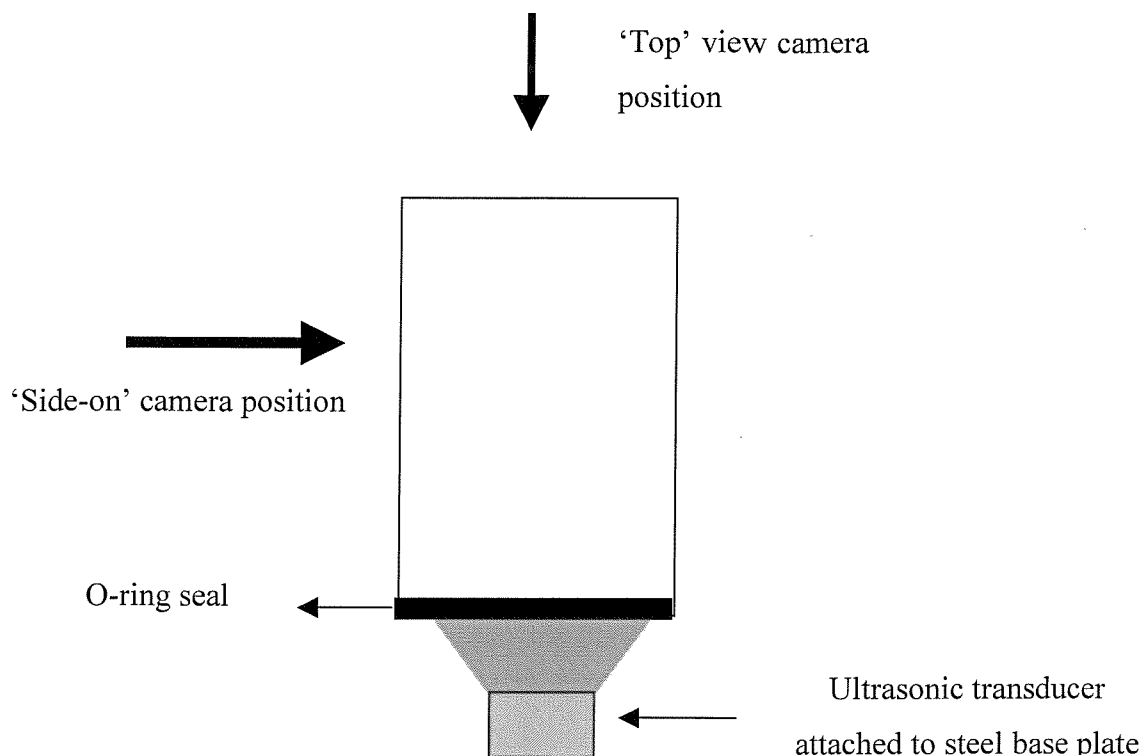 ‘Top’ view camera
position
‘Side-on’ camera position
O-ring seal
Ultrasonic transducer
attached to steel base plate